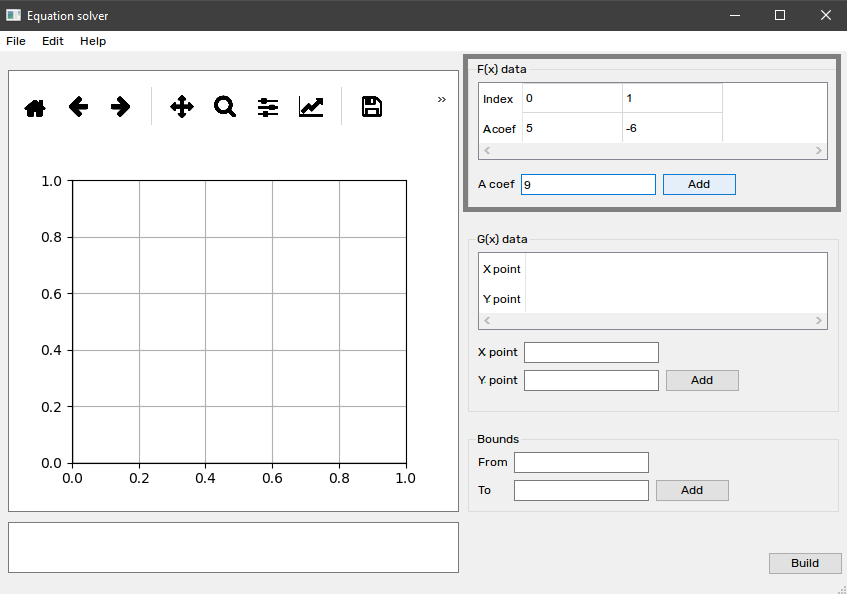 Equation solver
File Edit Help
»
1.0
0.8
0.6
0.4
0.2
0.0
0.0 0.2 0.4 0.6 0.8 1.0
F(x) data
Index 0 1
A coef 5 -6
A coef 9 Add
G(x) data
X point
Y point
X point
Y point Add
Bounds
From
To Add
Build